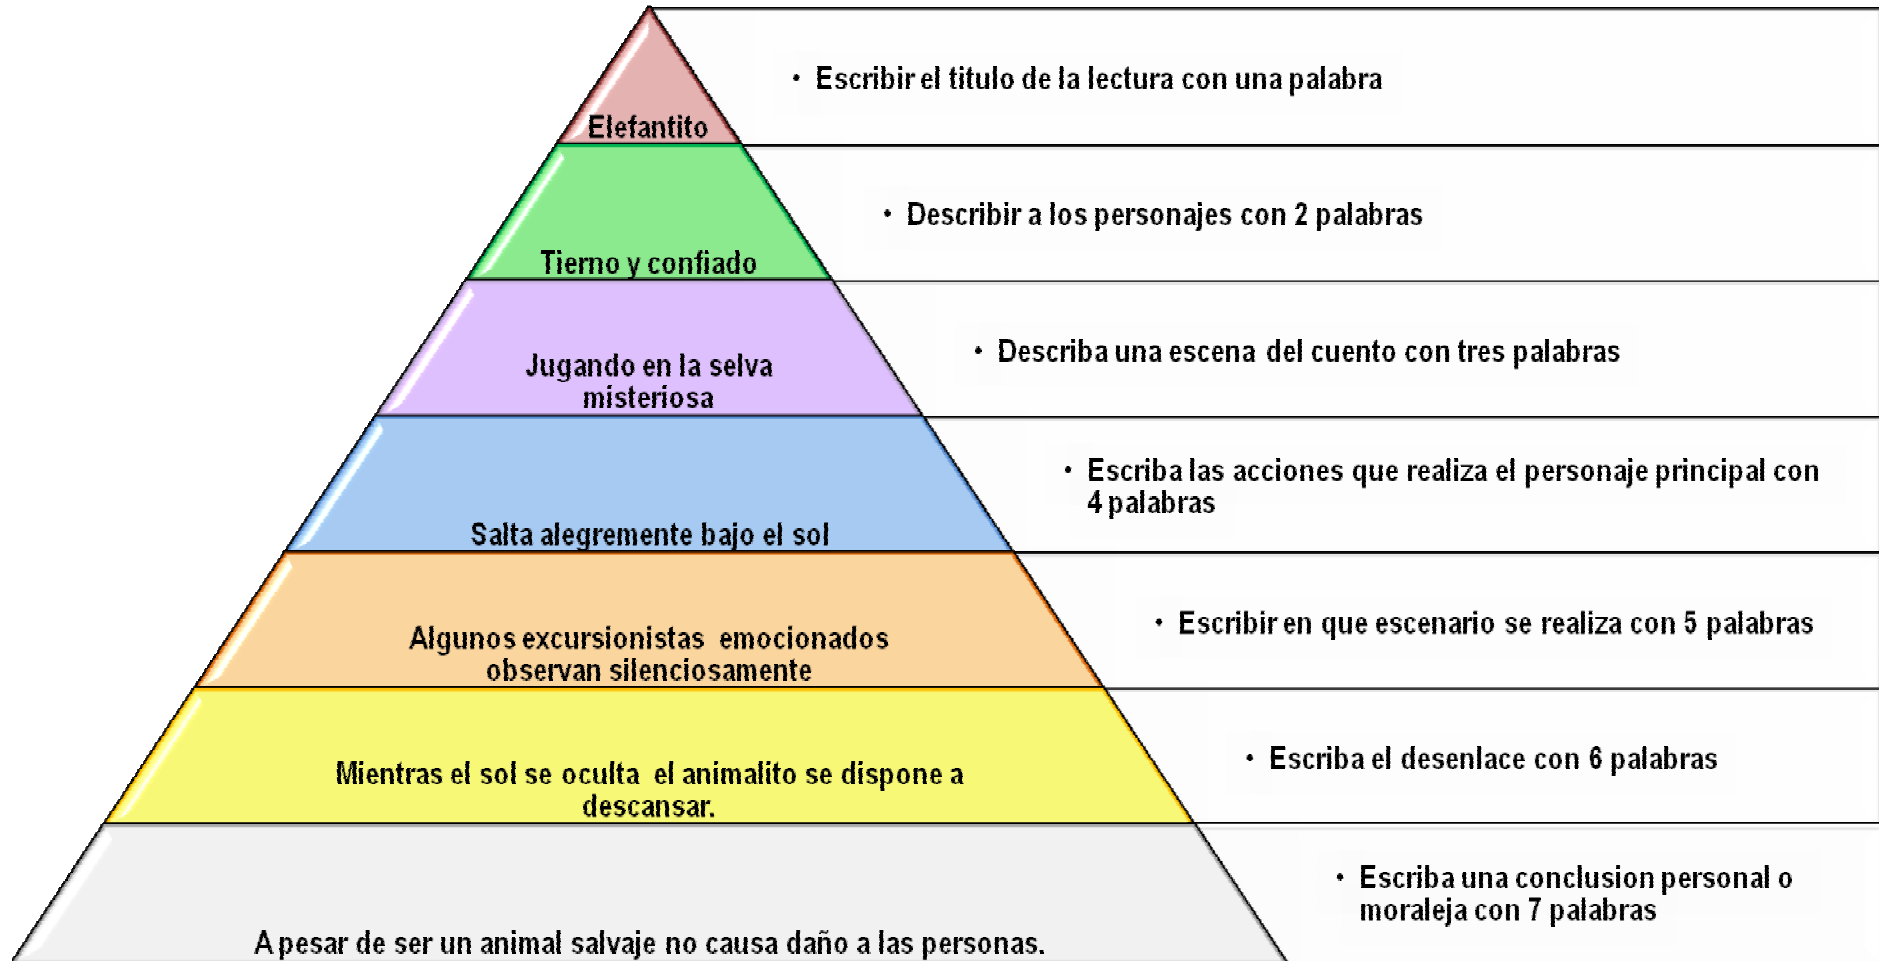 • Escribir el titulo de la lectura con una palabra
Elefantito
• Describir a los personajes con 2 palabras
Tierno y confiado
• Describa una escena del cuento con tres palabras
Jugando en la selva
misteriosa
• Escriba las acciones que realiza el personaje principal con
4 palabras
Salta alegremente bajo el sol
• Escribir en que escenario se realiza con 5 palabras
Algunos excursionistas emocionados
observan silenciosamente
• Escriba el desenlace con 6 palabras
Mientras el sol se oculta el animalito se dispone a
descansar.
• Escriba una conclusion personal o
moraleja con 7 palabras
A pesar de ser un animal salvaje no causa daño a las personas.